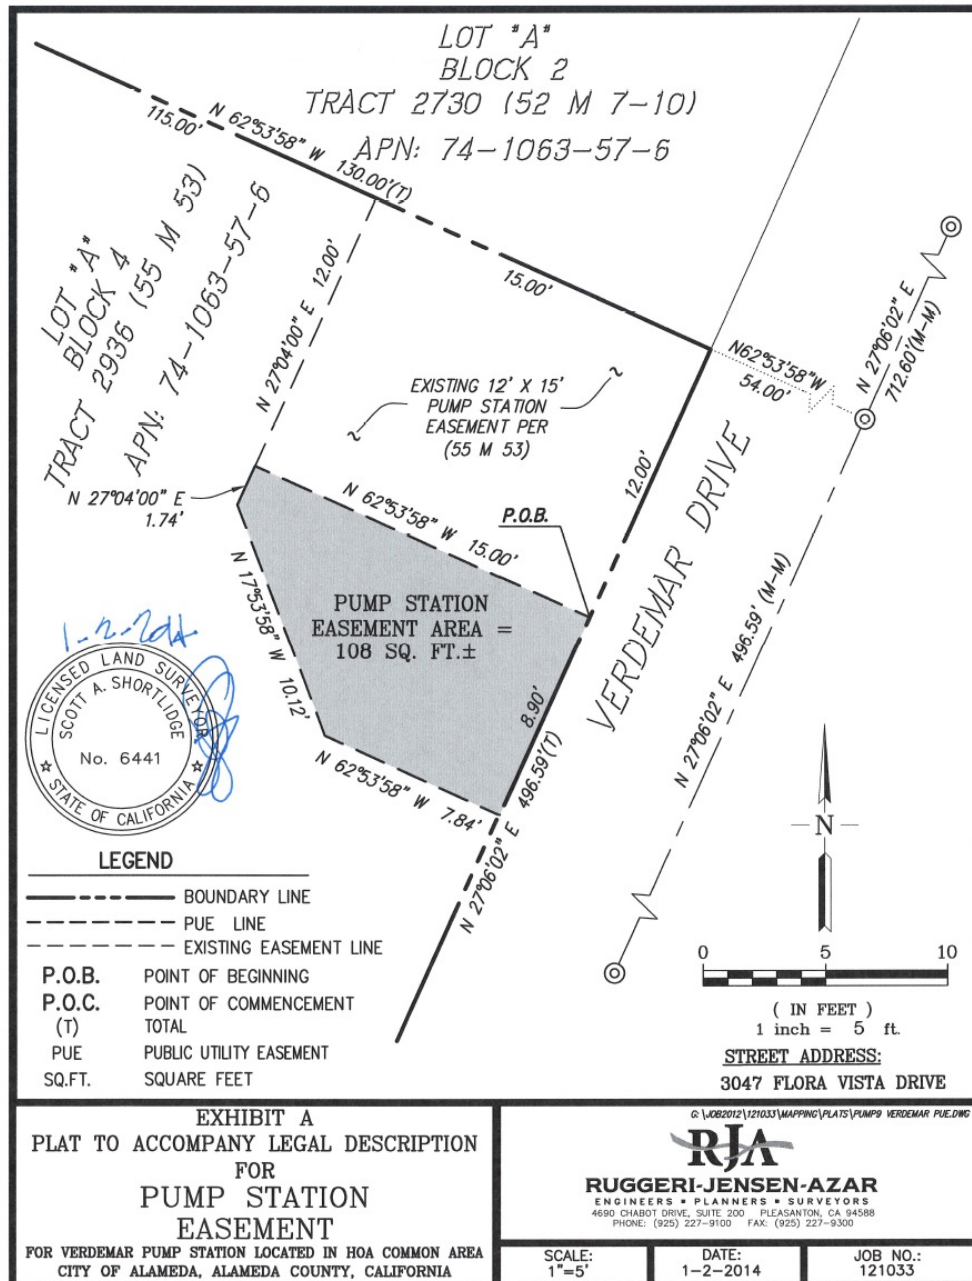 LOT "A"
BLOCK 2
TRACT 2730 (52 M 7-10)
APN: 74-1063-57-6
N 62°53'58" W
115.00'
130.00'(T)
LOT "A"
BLOCK 4
TRACT 2936 (55 M 53)
APN: 74-1063-57-6
N 27°04'00" E 12.00'
15.00'
N62°53'58"W
54.00'
N 27°06'02" E
712.60'(M-M)
EXISTING 12' X 15'
PUMP STATION
EASEMENT PER
(55 M 53)
12.00'
VERDEMAR DRIVE
N 27°04'00" E
1.74'
N 62°53'58" W 15.00'
P.O.B.
N 17°53'58" W 10.12'
PUMP STATION
EASEMENT AREA =
108 SQ. FT.±
8.90'
N 62°53'58" W 7.84'
N 27°06'02" E 496.59'(T)
N 27°06'02" E 496.59' (M-M)
1-2-2014
LICENSED LAND SURVEYOR
SCOTT A. SHORTLIDGE
No. 6441
STATE OF CALIFORNIA
N
LEGEND
BOUNDARY LINE
PUE LINE
EXISTING EASEMENT LINE
P.O.B. POINT OF BEGINNING
P.O.C. POINT OF COMMENCEMENT
(T) TOTAL
PUE PUBLIC UTILITY EASEMENT
SQ.FT. SQUARE FEET
0 5 10
( IN FEET )
1 inch = 5 ft.
STREET ADDRESS:
3047 FLORA VISTA DRIVE
EXHIBIT A
PLAT TO ACCOMPANY LEGAL DESCRIPTION
FOR
PUMP STATION
EASEMENT
FOR VERDEMAR PUMP STATION LOCATED IN HOA COMMON AREA
CITY OF ALAMEDA, ALAMEDA COUNTY, CALIFORNIA
G:\JOB2012\121033\MAPPING\PLATS\PUMP9 VERDEMAR PUE.DWG
RJA
RUGGERI-JENSEN-AZAR
ENGINEERS ▪ PLANNERS ▪ SURVEYORS
4690 CHABOT DRIVE, SUITE 200 PLEASANTON, CA 94588
PHONE: (925) 227-9100 FAX: (925) 227-9300
SCALE:
1"=5'
DATE:
1-2-2014
JOB NO.:
121033